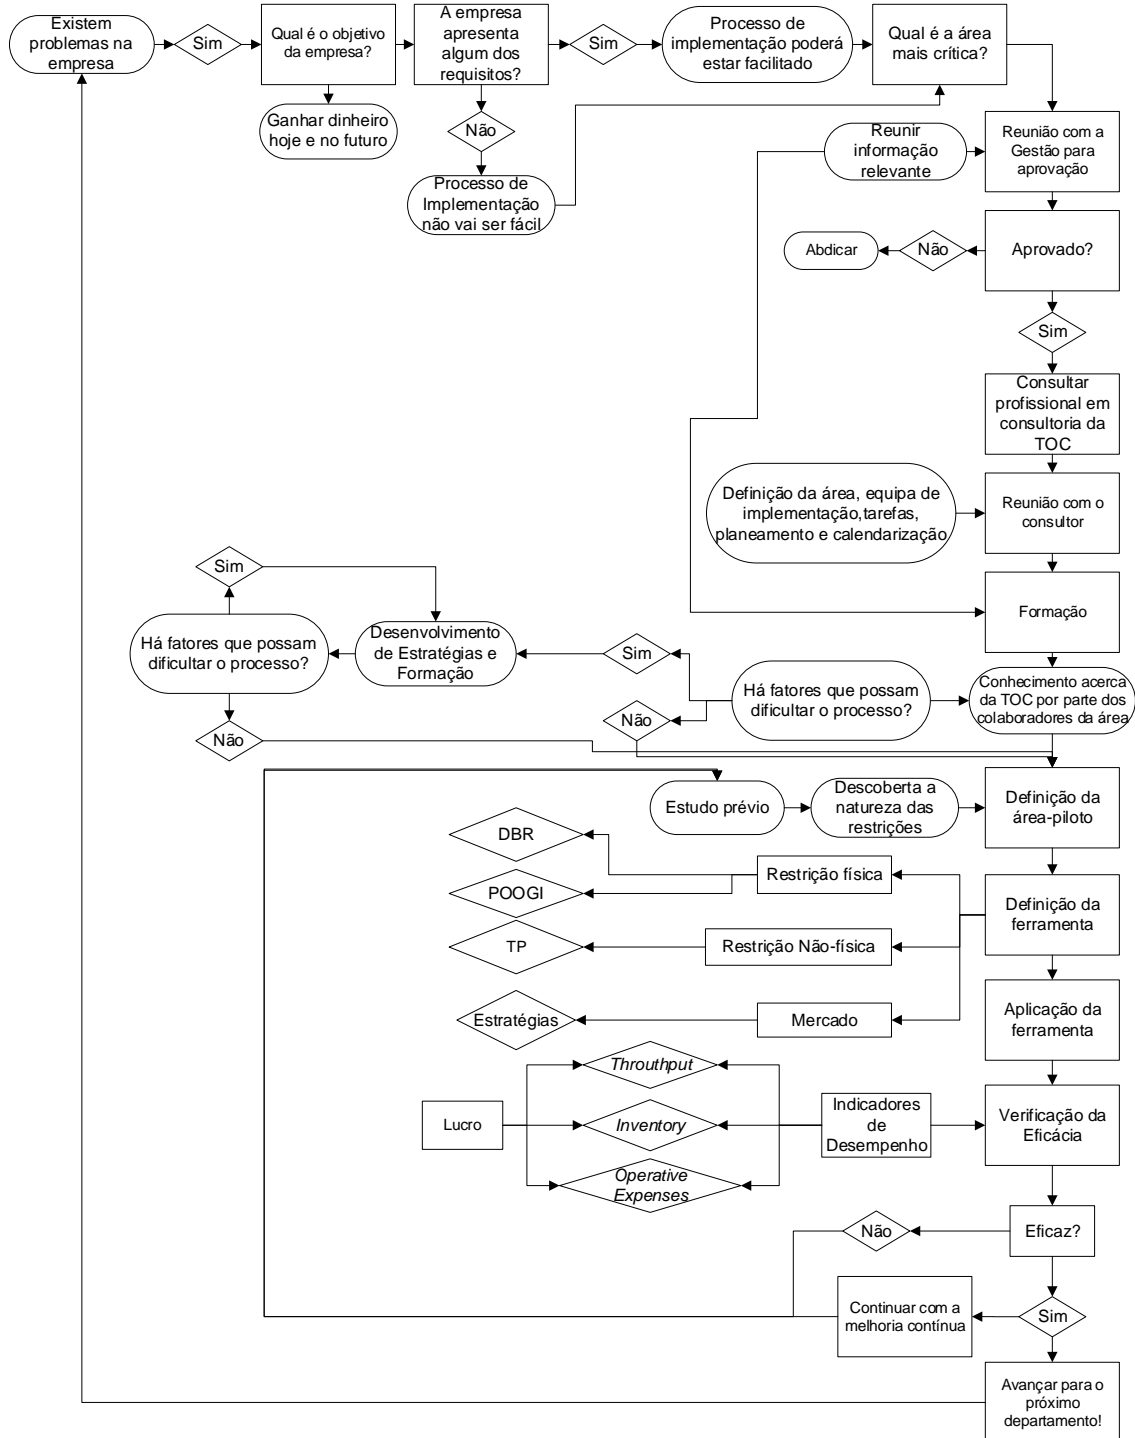 Existem
problemas na
empresa
Sim
Qual é o objetivo
da empresa?
A empresa
apresenta
algum dos
requisitos?
Sim
Processo de
implementação poderá
estar facilitado
Qual é a área
mais crítica?
Ganhar dinheiro
hoje e no futuro
Não
Processo de
Implementação
não vai ser fácil
Reunir
informação
relevante
Reunião com a
Gestão para
aprovação
Abdicar
Não
Aprovado?
Sim
Consultar
profissional em
consultoria da
TOC
Definição da área, equipa de
implementação,tarefas,
planeamento e calendarização
Reunião com o
consultor
Formação
Sim
Há fatores que possam
dificultar o processo?
Desenvolvimento
de Estratégias e
Formação
Sim
Não
Há fatores que possam
dificultar o processo?
Conhecimento acerca
da TOC por parte dos
colaboradores da área
Não
Estudo prévio
Descoberta a
natureza das
restrições
Definição da
área-piloto
DBR
POOGI
Restrição física
Definição da
ferramenta
TP
Restrição Não-física
Estratégias
Mercado
Aplicação da
ferramenta
Throuthput
Lucro
Inventory
Operative
Expenses
Indicadores
de
Desempenho
Verificação da
Eficácia
Não
Eficaz?
Continuar com a
melhoria contínua
Sim
Avançar para o
próximo
departamento!